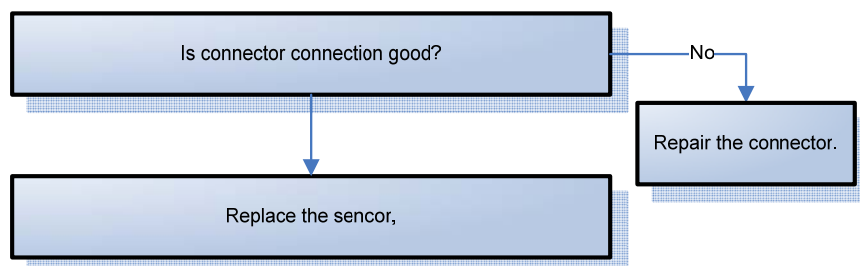 Is connector connection good?
No
Repair the connector.
Replace the sencor,